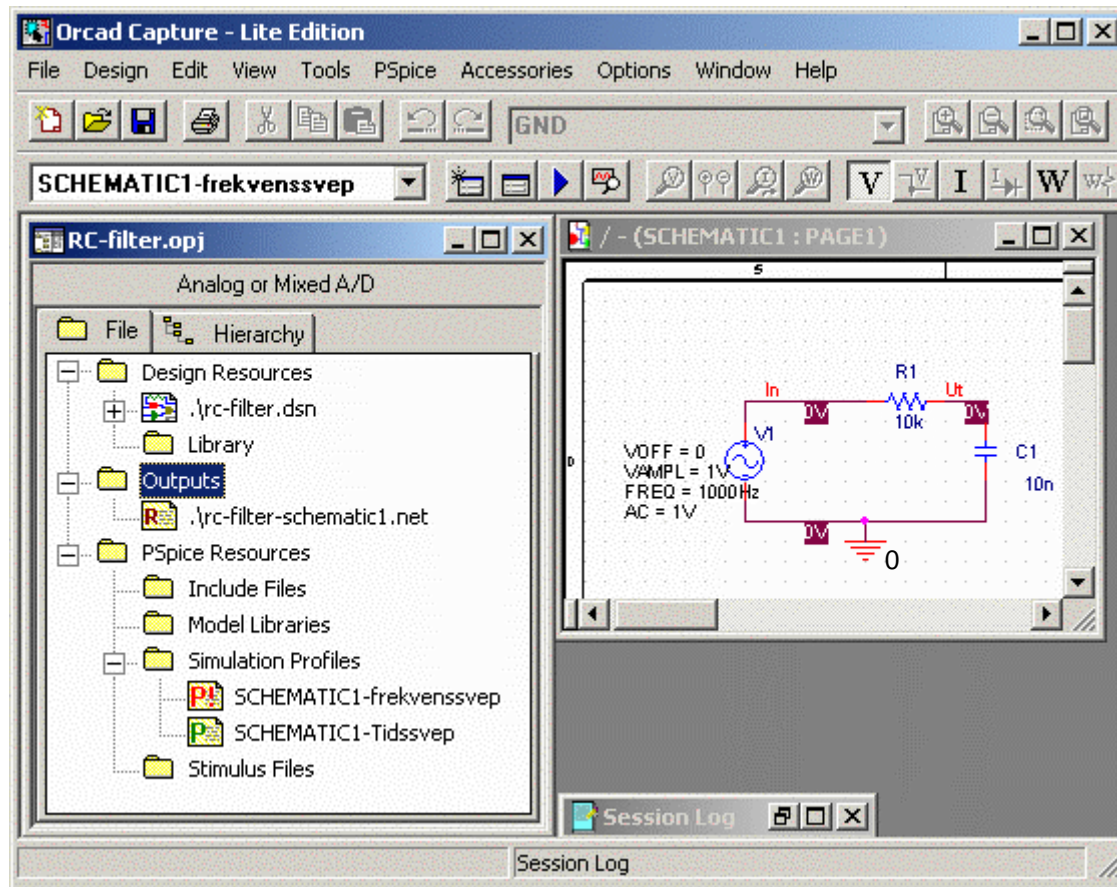 Orcad Capture - Lite Edition
File Design Edit View Tools PSpice Accessories Options Window Help
GND
SCHEMATIC1-frekvenssvep
V V I I W W
RC-filter.opj
Analog or Mixed A/D
File Hierarchy
Design Resources
.\rc-filter.dsn
Library
Outputs
.\rc-filter-schematic1.net
PSpice Resources
Include Files
Model Libraries
Simulation Profiles
SCHEMATIC1-frekvenssvep
SCHEMATIC1-Tidssvep
Stimulus Files
/ - (SCHEMATIC1 : PAGE1)
5
D
In
R1
Ut
0V
10k
0V
V1
VOFF = 0
VAMPL = 1V
FREQ = 1000Hz
AC = 1V
C1
10n
0V
0
Session Log
Session Log